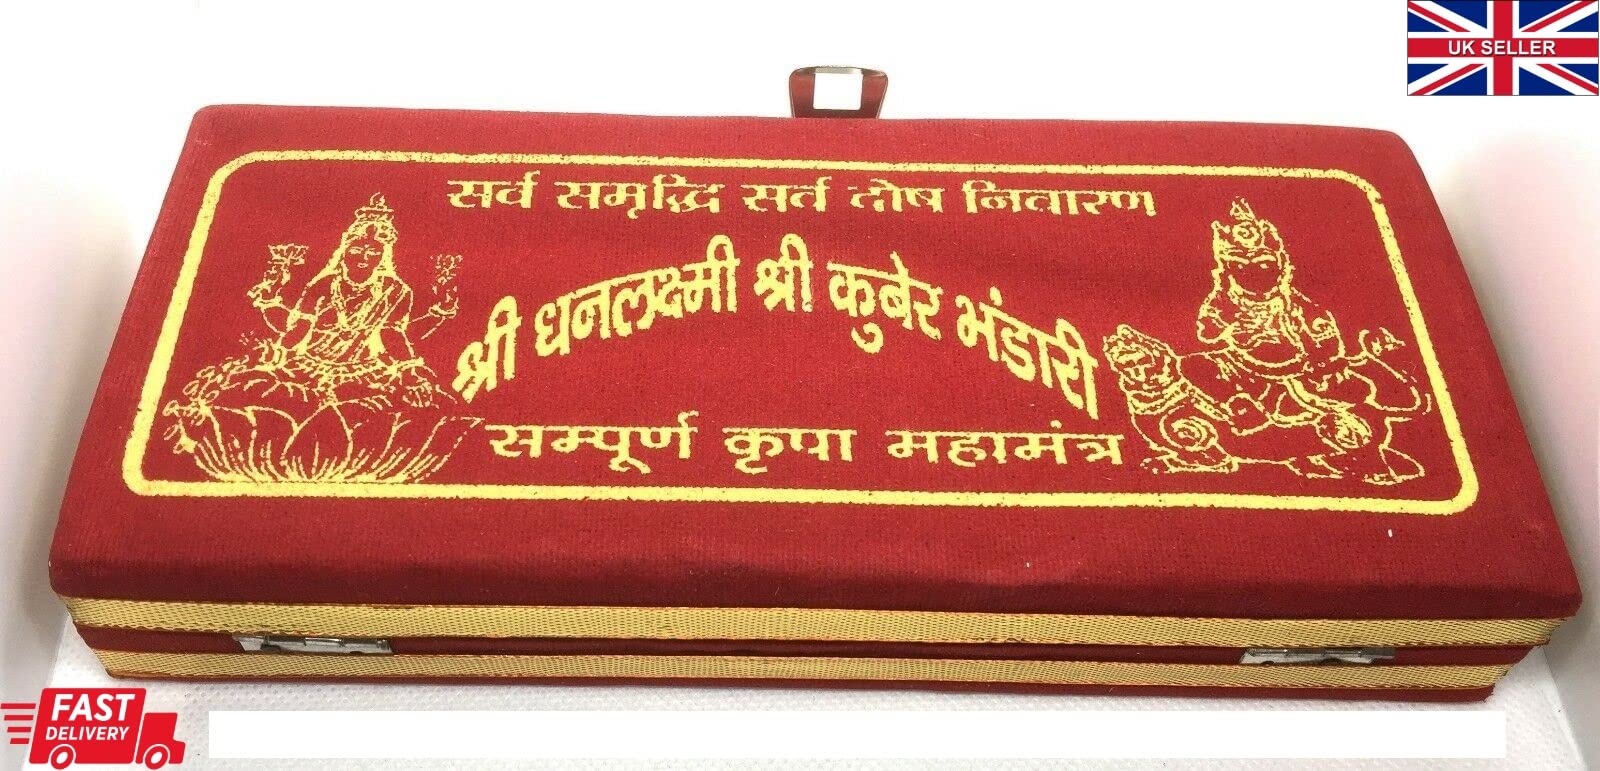 UK SELLER
सर्व समृद्धि सर्व दोष निवारण
श्री धनलक्ष्मी श्री कुबेर भंडारी
सम्पूर्ण कृपा महामंत्र
FAST
DELIVERY